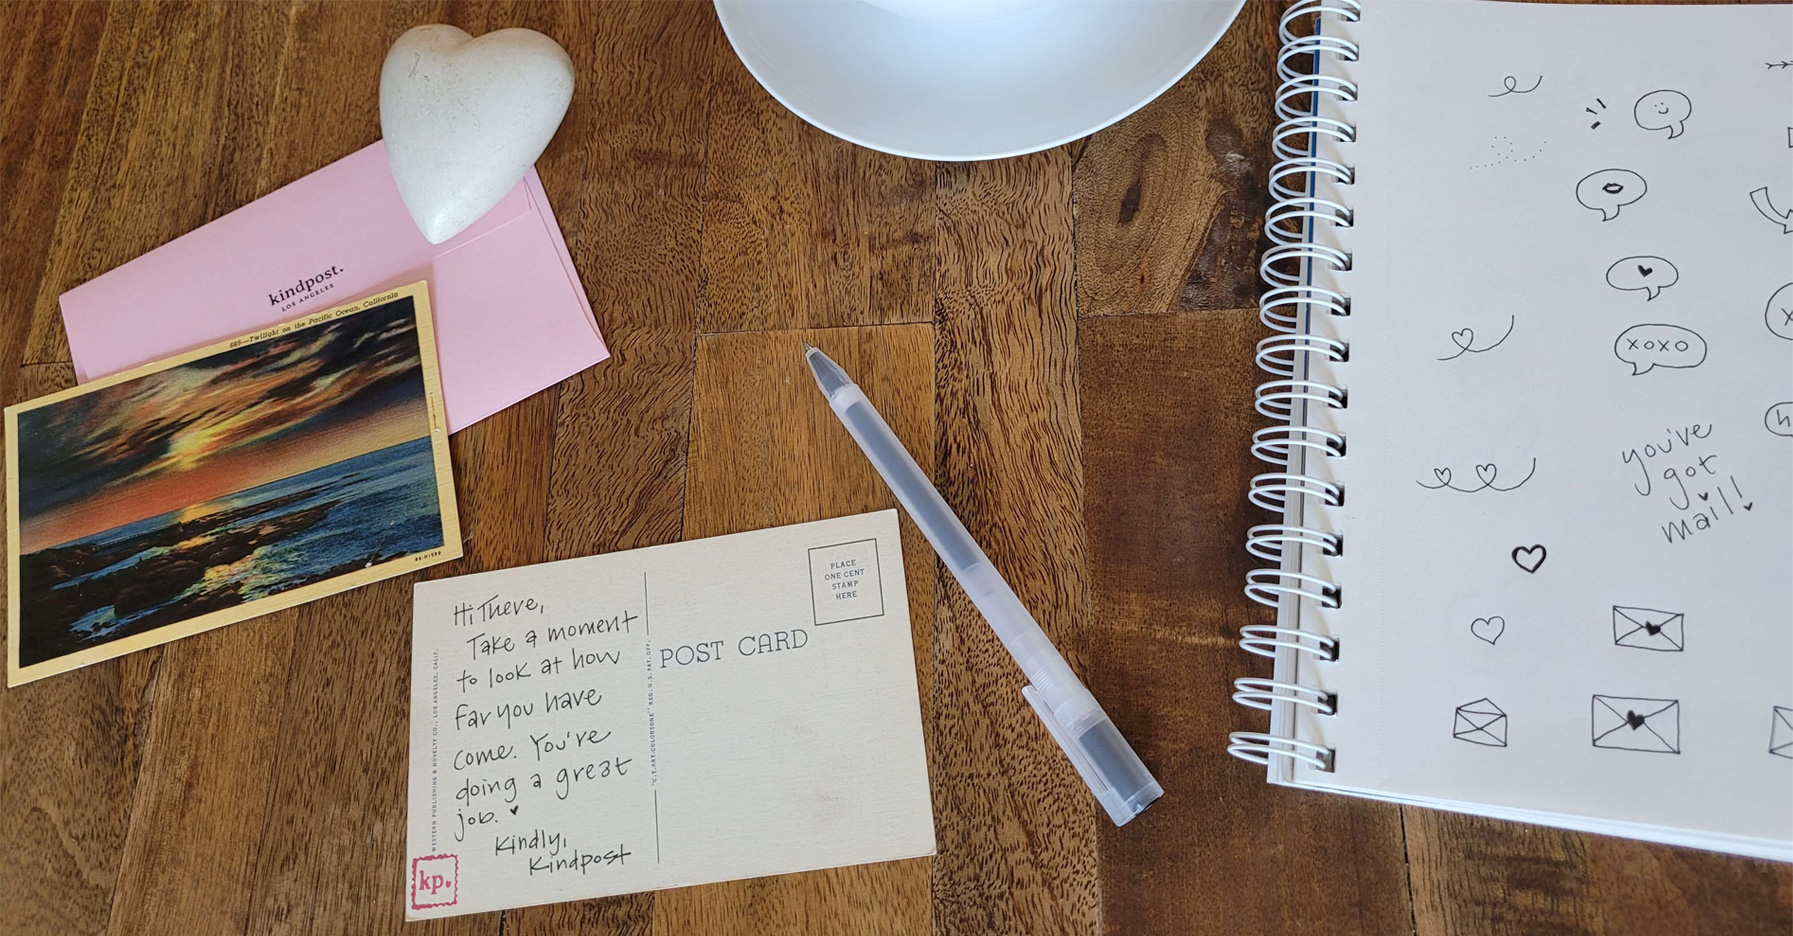 kindpost.
LOS ANGELES
589—Twilight on the Pacific Ocean, California
Hi There,
Take a moment
to look at how
far you have
come. You're
doing a great
job.
Kindly,
Kindpost
kp.
WESTERN PUBLISHING & NOVELTY CO., LOS ANGELES, CALIF.
"C.T. ART-COLORTONE" REG. U.S. PAT. OFF.
POST CARD
PLACE
ONE CENT
STAMP
HERE
xoxo
you've
got
mail!